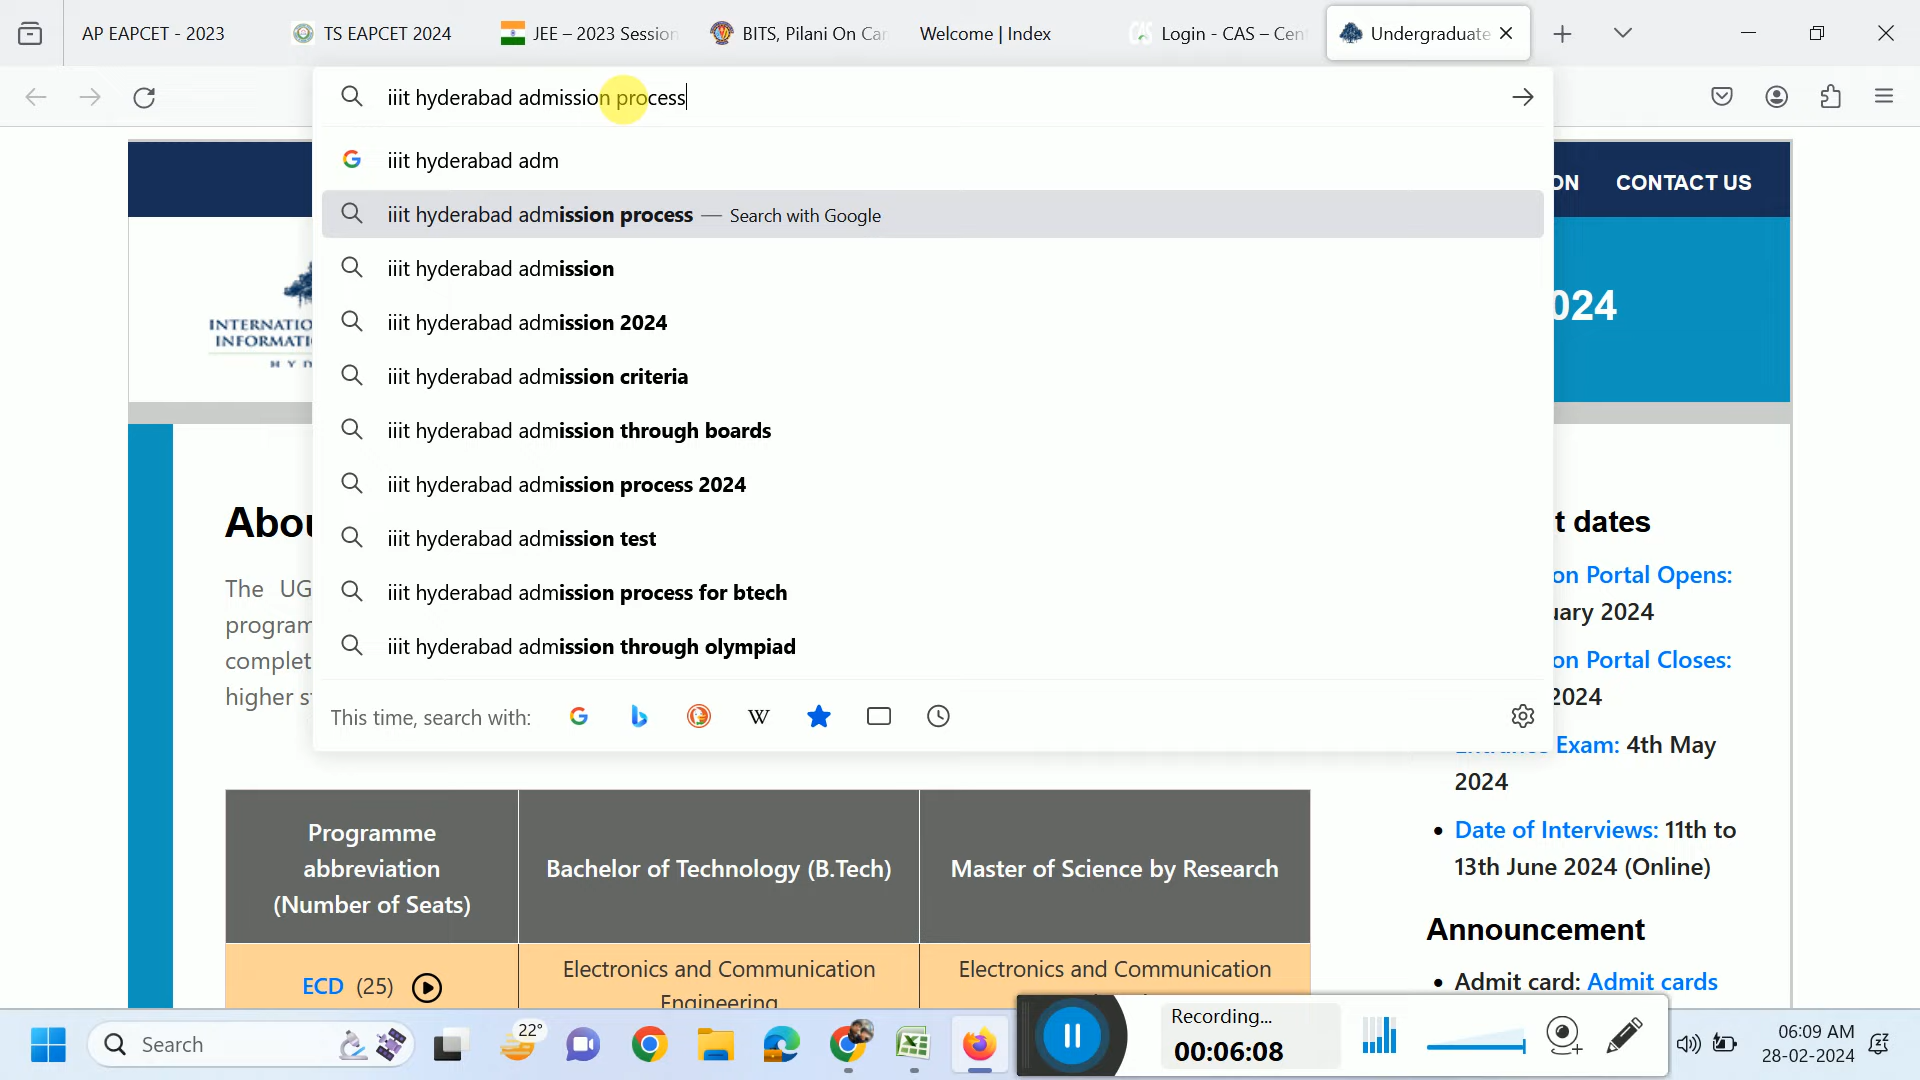 AP EAPCET - 2023
TS EAPCET 2024
JEE – 2023 Session
BITS, Pilani On Ca
Welcome | Index
Login - CAS – Cen
Undergraduate
iiit hyderabad admission process
iiit hyderabad adm
iiit hyderabad admission process — Search with Google
iiit hyderabad admission
iiit hyderabad admission 2024
iiit hyderabad admission criteria
iiit hyderabad admission through boards
iiit hyderabad admission process 2024
iiit hyderabad admission test
iiit hyderabad admission process for btech
iiit hyderabad admission through olympiad
This time, search with:
ON CONTACT US
INTERNATIO
INFORMATI
H Y D
024
Abou
The UG
program
complet
higher s
t dates
on Portal Opens:
uary 2024
on Portal Closes:
2024
Exam: 4th May
2024
Date of Interviews: 11th to
13th June 2024 (Online)
Announcement
Admit card: Admit cards
Programme
abbreviation
(Number of Seats)
Bachelor of Technology (B.Tech)
Master of Science by Research
ECD (25)
Electronics and Communication
Engineering
Electronics and Communication
Search
22°
Recording...
00:06:08
06:09 AM
28-02-2024